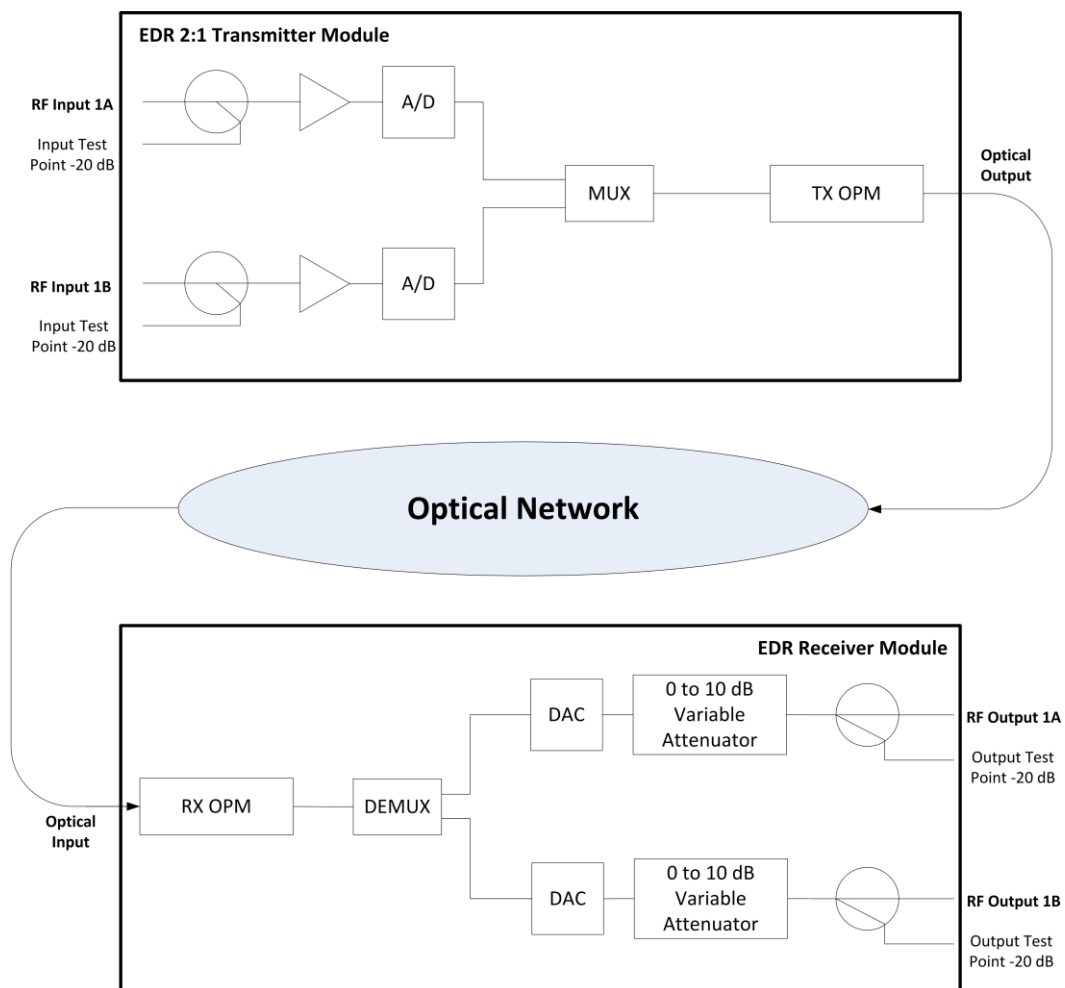 EDR 2:1 Transmitter Module
RF Input 1A
Input Test
Point -20 dB
A/D
RF Input 1B
Input Test
Point -20 dB
A/D
MUX
TX OPM
Optical
Output
Optical Network
EDR Receiver Module
Optical
Input
RX OPM
DEMUX
DAC
0 to 10 dB
Variable
Attenuator
RF Output 1A
Output Test
Point -20 dB
DAC
0 to 10 dB
Variable
Attenuator
RF Output 1B
Output Test
Point -20 dB